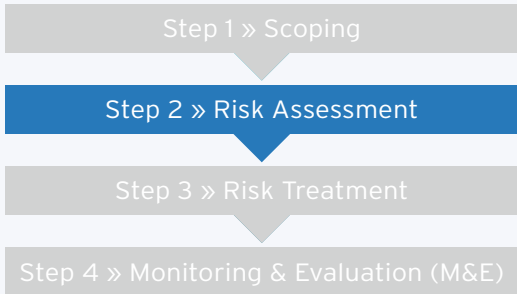 Step 1 » Scoping
Step 2 » Risk Assessment
Step 3 » Risk Treatment
Step 4 » Monitoring & Evaluation (M&E)